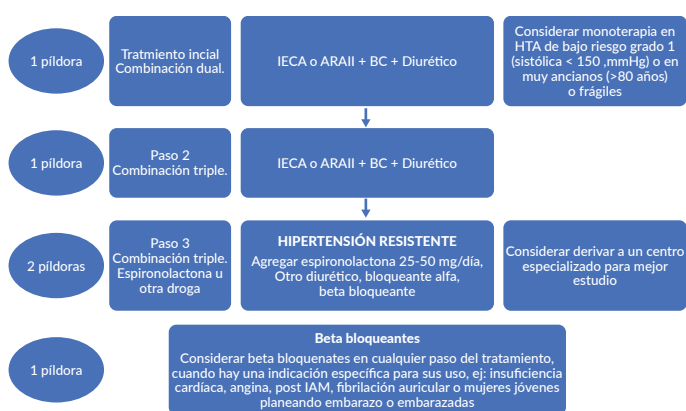 1 píldora
Tratamiento incial
Combinación dual.
IECA o ARAII + BC + Diurético
Considerar monoterapia en
HTA de bajo riesgo grado 1
(sistólica < 150 ,mmHg) o en
muy ancianos (>80 años)
o frágiles
1 píldora
Paso 2
Combinación triple.
IECA o ARAII + BC + Diurético
2 píldoras
Paso 3
Combinación triple.
Espironolactona u
otra droga
HIPERTENSIÓN RESISTENTE
Agregar espironolactona 25-50 mg/día,
Otro diurético, bloqueante alfa,
beta bloqueante
Considerar derivar a un centro
especializado para mejor
estudio
1 píldora
Beta bloqueantes
Considerar beta bloquenates en cualquier paso del tratamiento,
cuando hay una indicación específica para sus uso, ej: insuficiencia
cardíaca, angina, post IAM, fibrilación auricular o mujeres jóvenes
planeando embarazo o embarazadas